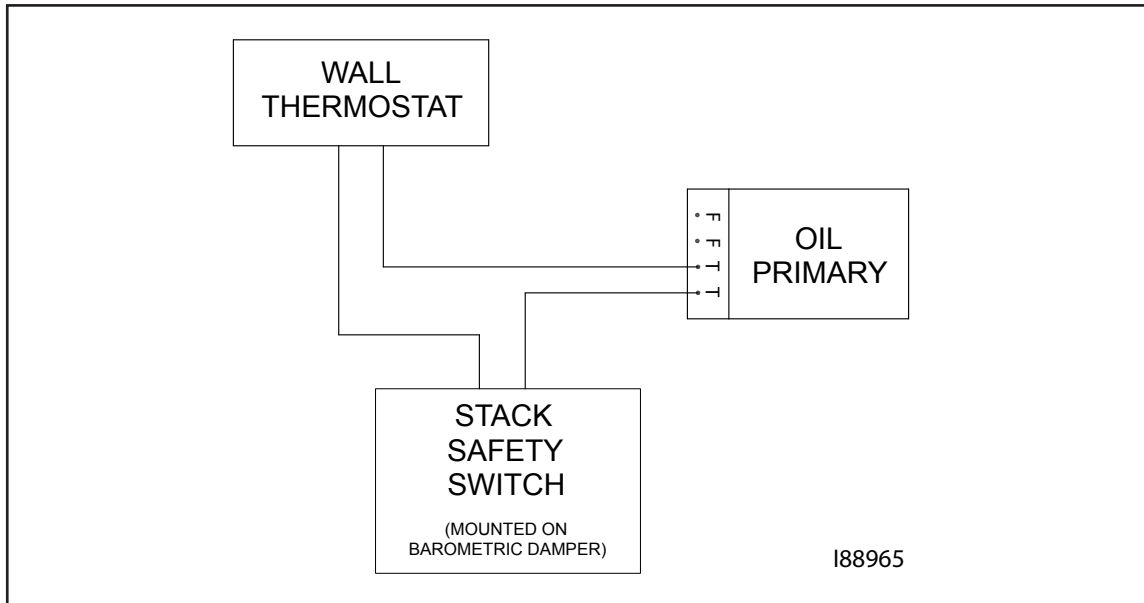 WALL
THERMOSTAT
F
F
T
T
OIL
PRIMARY
STACK
SAFETY
SWITCH
(MOUNTED ON
BAROMETRIC DAMPER)
I88965